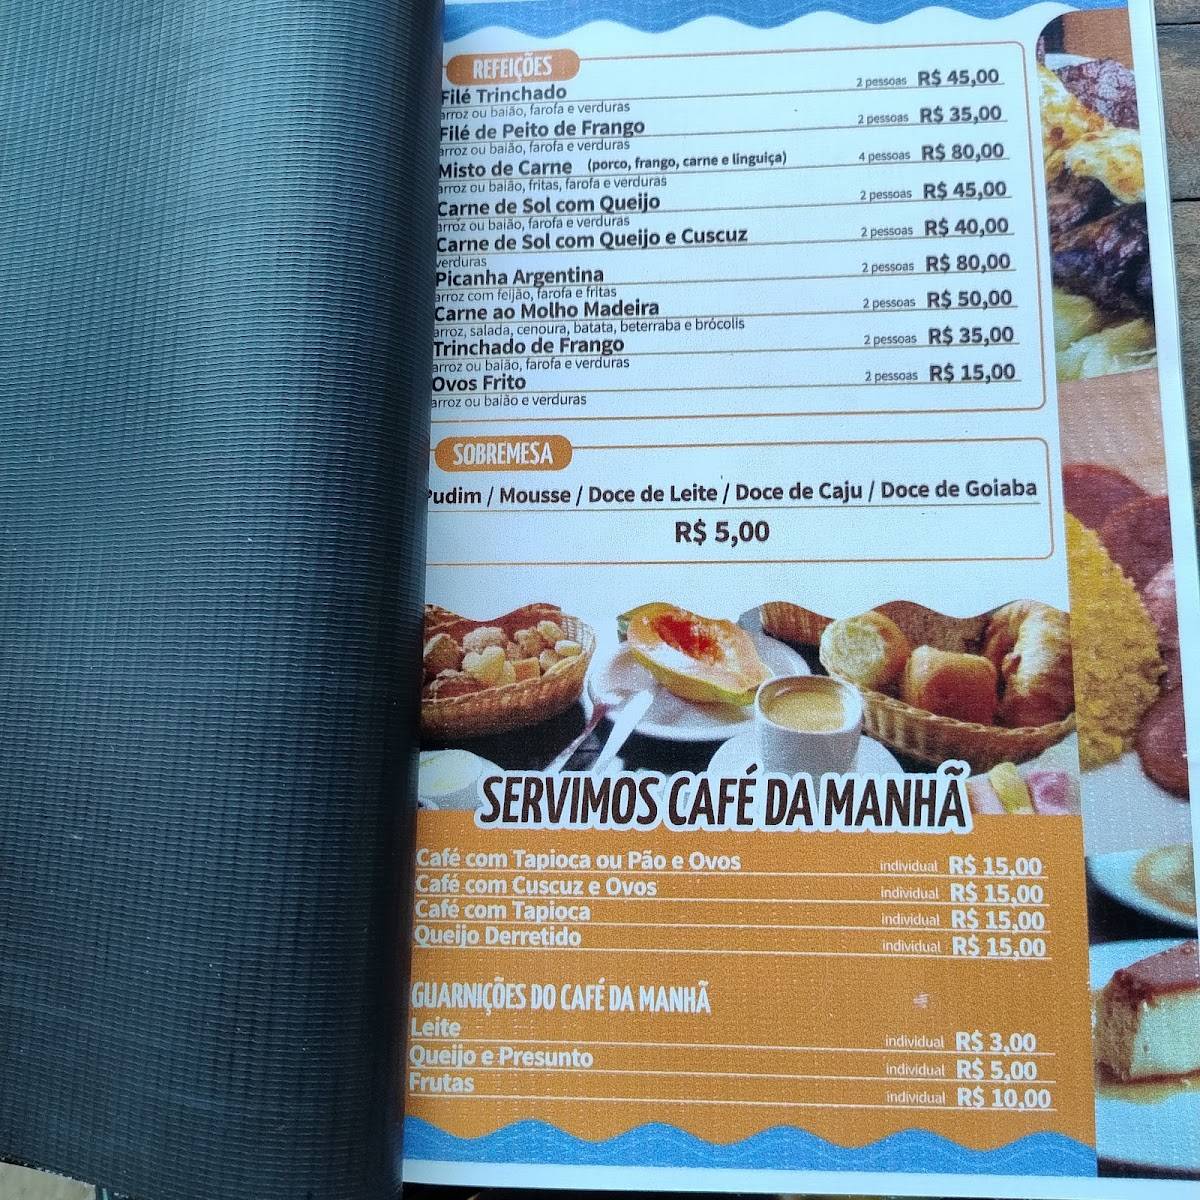 REFEIÇÕES
Filé Trinchado 2 pessoas R$ 45,00
arroz ou baião, farofa e verduras
Filé de Peito de Frango 2 pessoas R$ 35,00
arroz ou baião, farofa e verduras
Misto de Carne (porco, frango, carne e linguiça) 4 pessoas R$ 80,00
arroz ou baião, fritas, farofa e verduras
Carne de Sol com Queijo 2 pessoas R$ 45,00
arroz ou baião, farofa e verduras
Carne de Sol com Queijo e Cuscuz 2 pessoas R$ 40,00
verduras
Picanha Argentina 2 pessoas R$ 80,00
arroz com feijão, farofa e fritas
Carne ao Molho Madeira 2 pessoas R$ 50,00
arroz, salada, cenoura, batata, beterraba e brócolis
Trinchado de Frango 2 pessoas R$ 35,00
arroz ou baião, farofa e verduras
Ovos Frito 2 pessoas R$ 15,00
arroz ou baião e verduras
SOBREMESA
Pudim / Mousse / Doce de Leite / Doce de Caju / Doce de Goiaba
R$ 5,00
SERVIMOS CAFÉ DA MANHÃ
Café com Tapioca ou Pão e Ovos individual R$ 15,00
Café com Cuscuz e Ovos individual R$ 15,00
Café com Tapioca individual R$ 15,00
Queijo Derretido individual R$ 15,00
GUARNIÇÕES DO CAFÉ DA MANHÃ
Leite individual R$ 3,00
Queijo e Presunto individual R$ 5,00
Frutas individual R$ 10,00